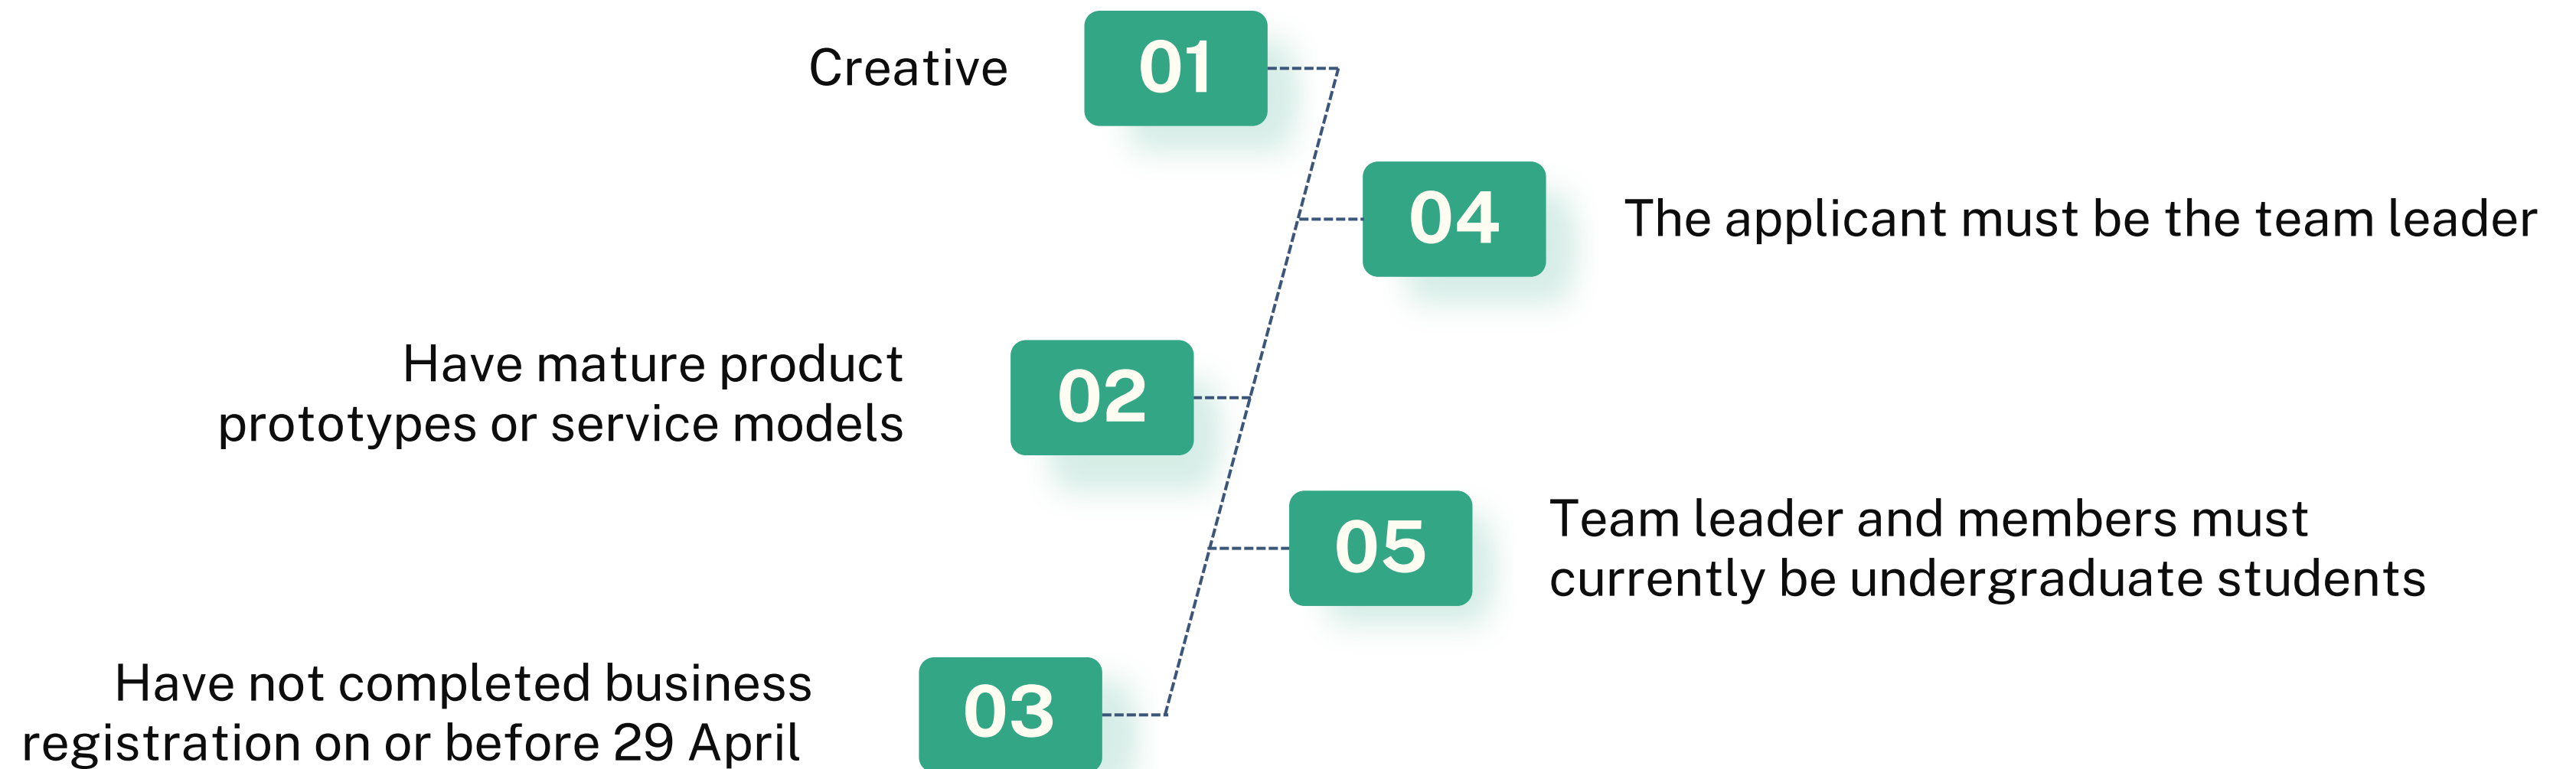 01
Creative
04
The applicant must be the team leader
02
Have mature product
prototypes or service models
05
Team leader and members must
currently be undergraduate students
03
Have not completed business
registration on or before 29 April